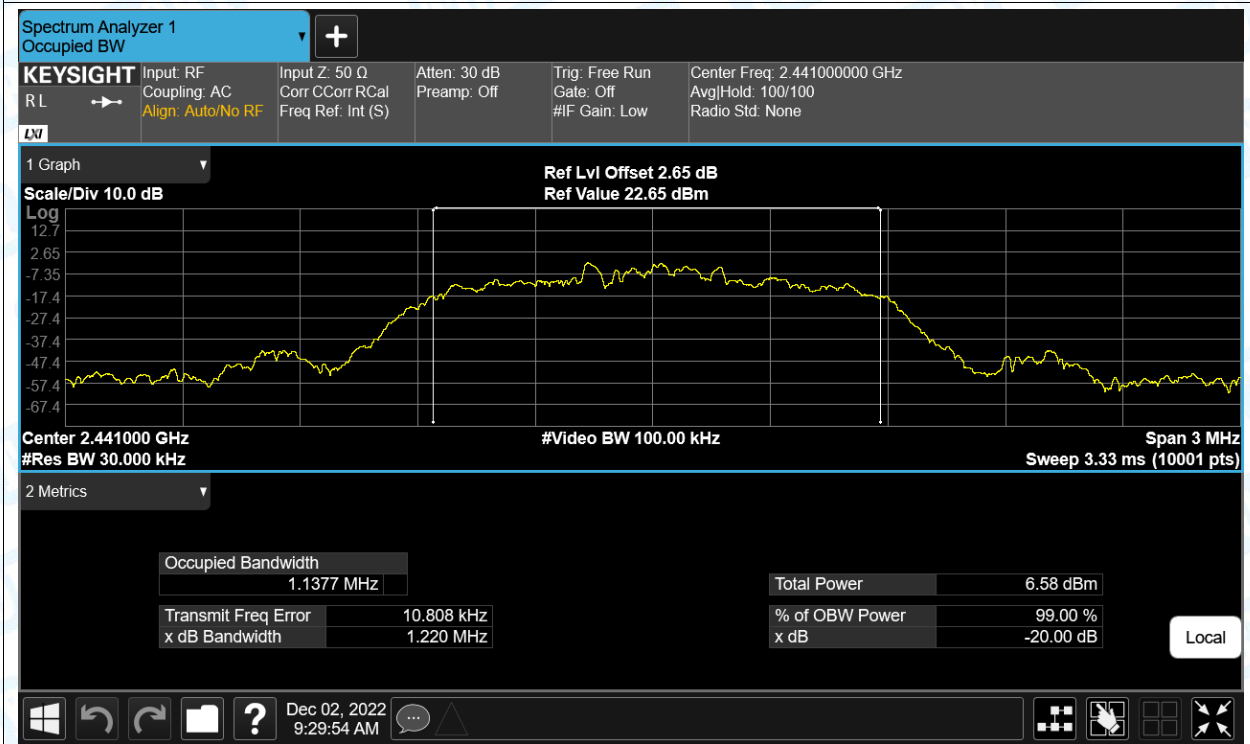 Spectrum Analyzer 1
Occupied BW
+
KEYSIGHT
R L
LXI
Input: RF
Coupling: AC
Align: Auto/No RF
Input Z: 50 Ω
Corr CCorr RCal
Freq Ref: Int (S)
Atten: 30 dB
Preamp: Off
Trig: Free Run
Gate: Off
#IF Gain: Low
Center Freq: 2.441000000 GHz
Avg|Hold: 100/100
Radio Std: None
1 Graph
Scale/Div 10.0 dB
Ref Lvl Offset 2.65 dB
Ref Value 22.65 dBm
Log
12.7
2.65
-7.35
-17.4
-27.4
-37.4
-47.4
-57.4
-67.4
Center 2.441000 GHz
#Res BW 30.000 kHz
#Video BW 100.00 kHz
Span 3 MHz
Sweep 3.33 ms (10001 pts)
2 Metrics
Occupied Bandwidth
1.1377 MHz
Transmit Freq Error 10.808 kHz
x dB Bandwidth 1.220 MHz
Total Power 6.58 dBm
% of OBW Power 99.00 %
x dB -20.00 dB
Local
?
Dec 02, 2022
9:29:54 AM